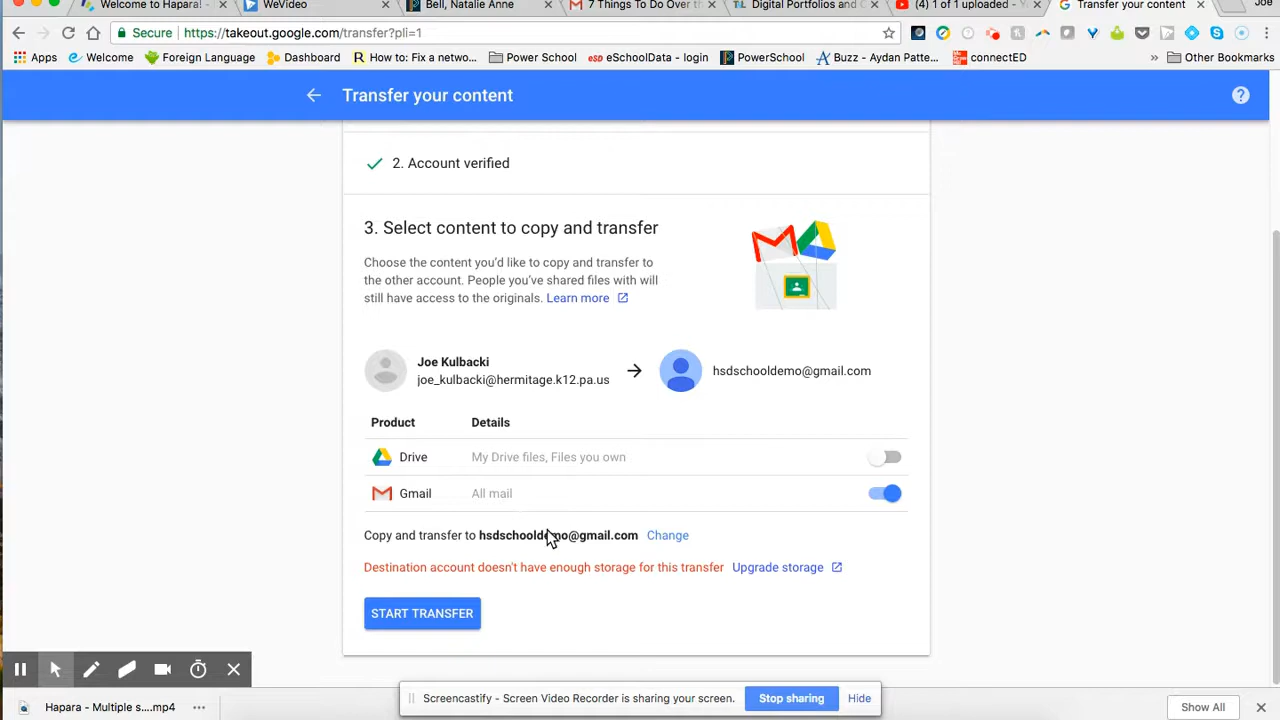 Welcome to Hapara!
WeVideo
Bell, Natalie Anne
7 Things To Do Over th
Digital Portfolios and C
(4) 1 of 1 uploaded - Y
Transfer your content
Joe
Secure
https://takeout.google.com/transfer?pli=1
Apps
Welcome
Foreign Language
Dashboard
R How to: Fix a netwo...
Power School
esd eSchoolData - login
PowerSchool
Buzz - Aydan Patte...
connectED
»
Other Bookmarks
Transfer your content
2. Account verified
3. Select content to copy and transfer
Choose the content you'd like to copy and transfer to
the other account. People you've shared files with will
still have access to the originals. Learn more
Joe Kulbacki
joe_kulbacki@hermitage.k12.pa.us
hsdschooldemo@gmail.com
Product Details
Drive My Drive files, Files you own
Gmail All mail
Copy and transfer to hsdschooldemo@gmail.com Change
Destination account doesn't have enough storage for this transfer Upgrade storage
START TRANSFER
Screencastify - Screen Video Recorder is sharing your screen.
Stop sharing
Hide
Hapara - Multiple s....mp4
Show All